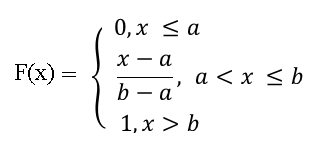 0, x ≤ a
F(x) = { x − a / b − a, a < x ≤ b
1, x > b